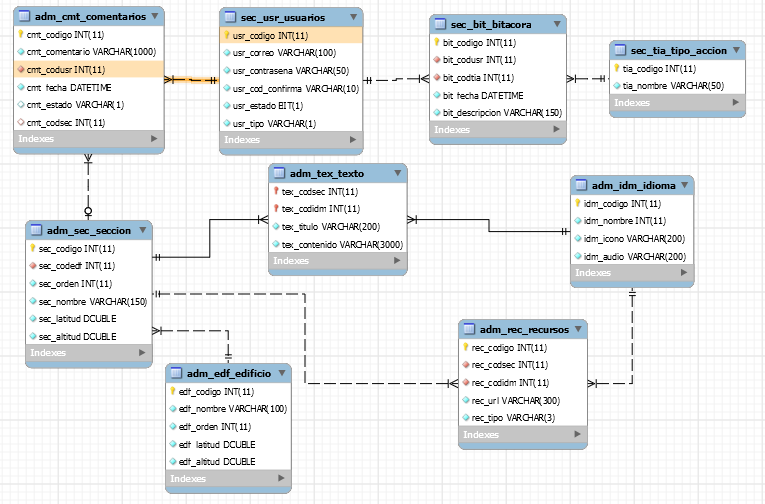 adm_cmt_comentarios
cmt_codigo INT(11)
cmt_comentario VARCHAR(1000)
cmt_codusr INT(11)
cmt_fecha DATETIME
cmt_estado VARCHAR(1)
cmt_codsec INT(11)
Indexes
sec_usr_usuarios
usr_codigo INT(11)
usr_correo VARCHAR(100)
usr_contrasena VARCHAR(50)
usr_cod_confirma VARCHAR(10)
usr_estado BIT(1)
usr_tipo VARCHAR(1)
Indexes
sec_bit_bitacora
bit_codigo INT(11)
bit_codusr INT(11)
bit_codtia INT(11)
bit_fecha DATETIME
bit_descripcion VARCHAR(150)
Indexes
sec_tia_tipo_accion
tia_codigo INT(11)
tia_nombre VARCHAR(50)
Indexes
adm_tex_texto
tex_codsec INT(11)
tex_codidm INT(11)
tex_titulo VARCHAR(200)
tex_contenido VARCHAR(3000)
Indexes
adm_idm_idioma
idm_codigo INT(11)
idm_nombre INT(11)
idm_icono VARCHAR(200)
idm_audio VARCHAR(200)
Indexes
adm_sec_seccion
sec_codigo INT(11)
sec_codedf INT(11)
sec_orden INT(11)
sec_nombre VARCHAR(150)
sec_latitud DOUBLE
sec_altitud DOUBLE
Indexes
adm_rec_recursos
rec_codigo INT(11)
rec_codsec INT(11)
rec_codidm INT(11)
rec_url VARCHAR(300)
rec_tipo VARCHAR(3)
Indexes
adm_edf_edificio
edf_codigo INT(11)
edf_nombre VARCHAR(100)
edf_orden INT(11)
edf_latitud DOUBLE
edf_altitud DOUBLE
Indexes